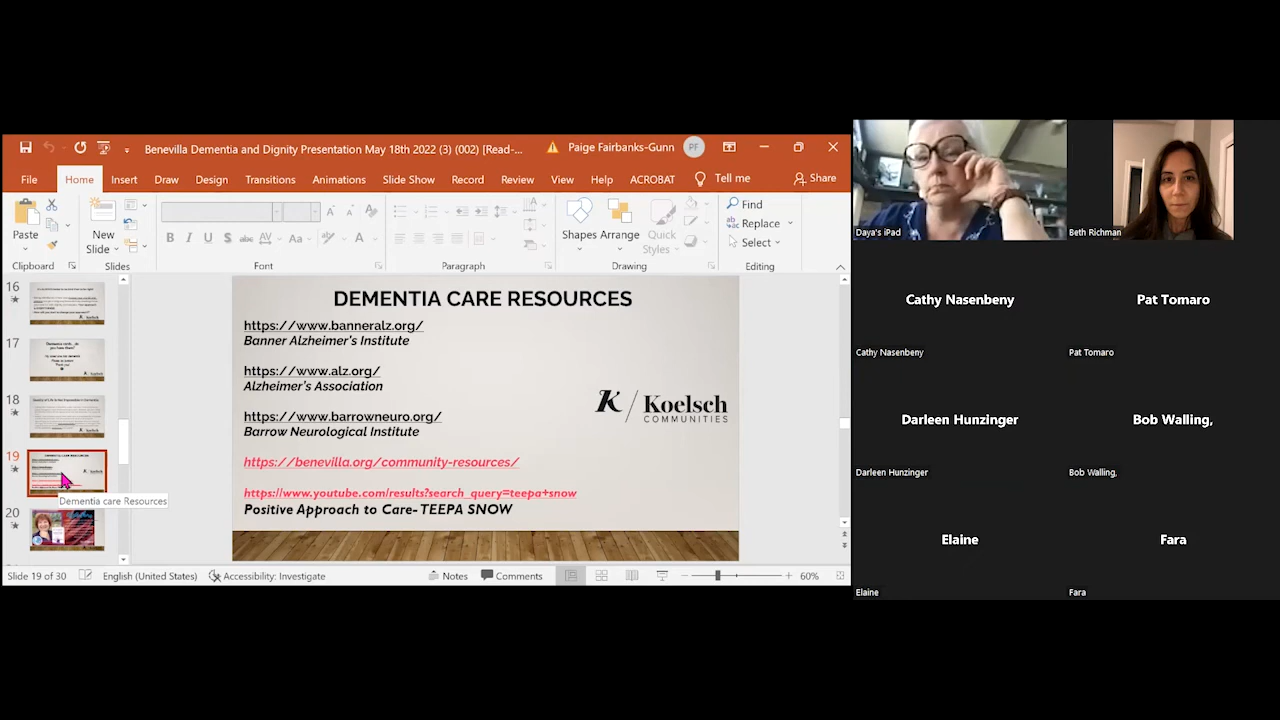 Benevilla Dementia and Dignity Presentation May 18th 2022 (3) (002) [Read-...
Paige Fairbanks-Gunn
PF
File
Home
Insert
Draw
Design
Transitions
Animations
Slide Show
Record
Review
View
Help
ACROBAT
Tell me
Share
Paste
New
Slide
B I U S abc AV Aa A
Shapes
Arrange
Quick
Styles
Find
Replace
Select
Clipboard
Slides
Font
Paragraph
Drawing
Editing
16
17
18
19
Dementia care Resources
20
DEMENTIA CARE RESOURCES
https://www.banneralz.org/
Banner Alzheimer's Institute
https://www.alz.org/
Alzheimer's Association
https://www.barrowneuro.org/
Barrow Neurological Institute
https://benevilla.org/community-resources/
https://www.youtube.com/results?search_query=teepa+snow
Positive Approach to Care- TEEPA SNOW
K / Koelsch
COMMUNITIES
Slide 19 of 30
English (United States)
Accessibility: Investigate
Notes
Comments
60%
Daya's iPad
Beth Richman
Cathy Nasenbeny
Pat Tomaro
Cathy Nasenbeny
Pat Tomaro
Darleen Hunzinger
Bob Walling,
Darleen Hunzinger
Bob Walling,
Elaine
Fara
Elaine
Fara